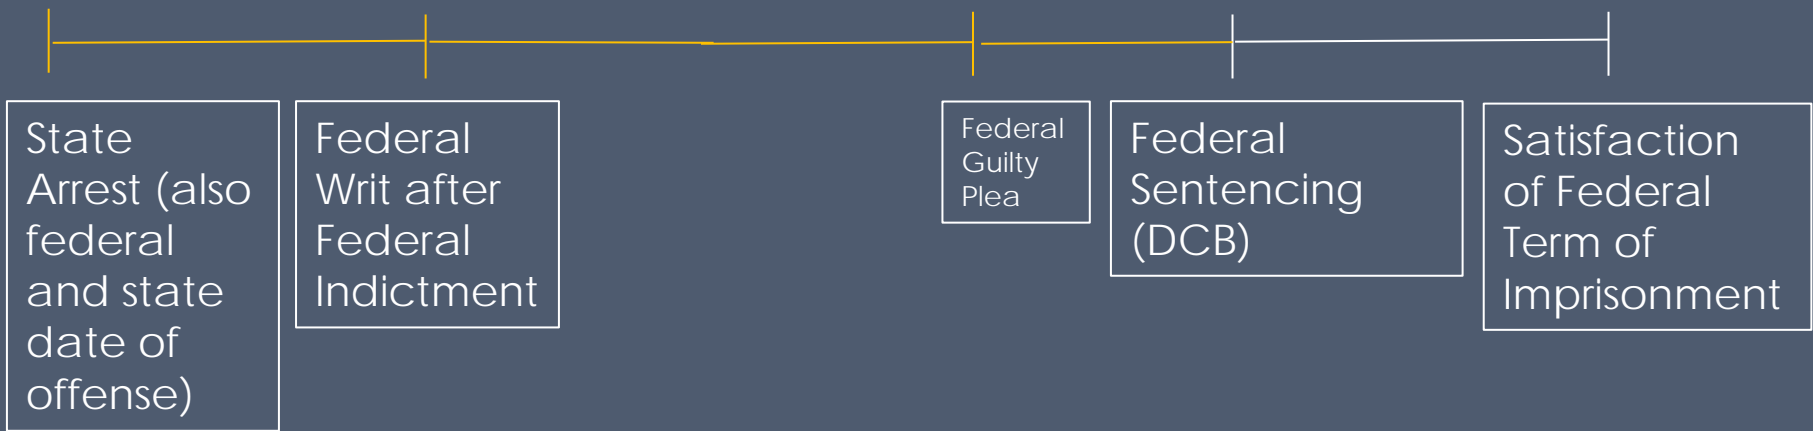 State
Arrest (also
federal
and state
date of
offense)
Federal
Writ after
Federal
Indictment
Federal
Guilty
Plea
Federal
Sentencing
(DCB)
Satisfaction
of Federal
Term of
Imprisonment